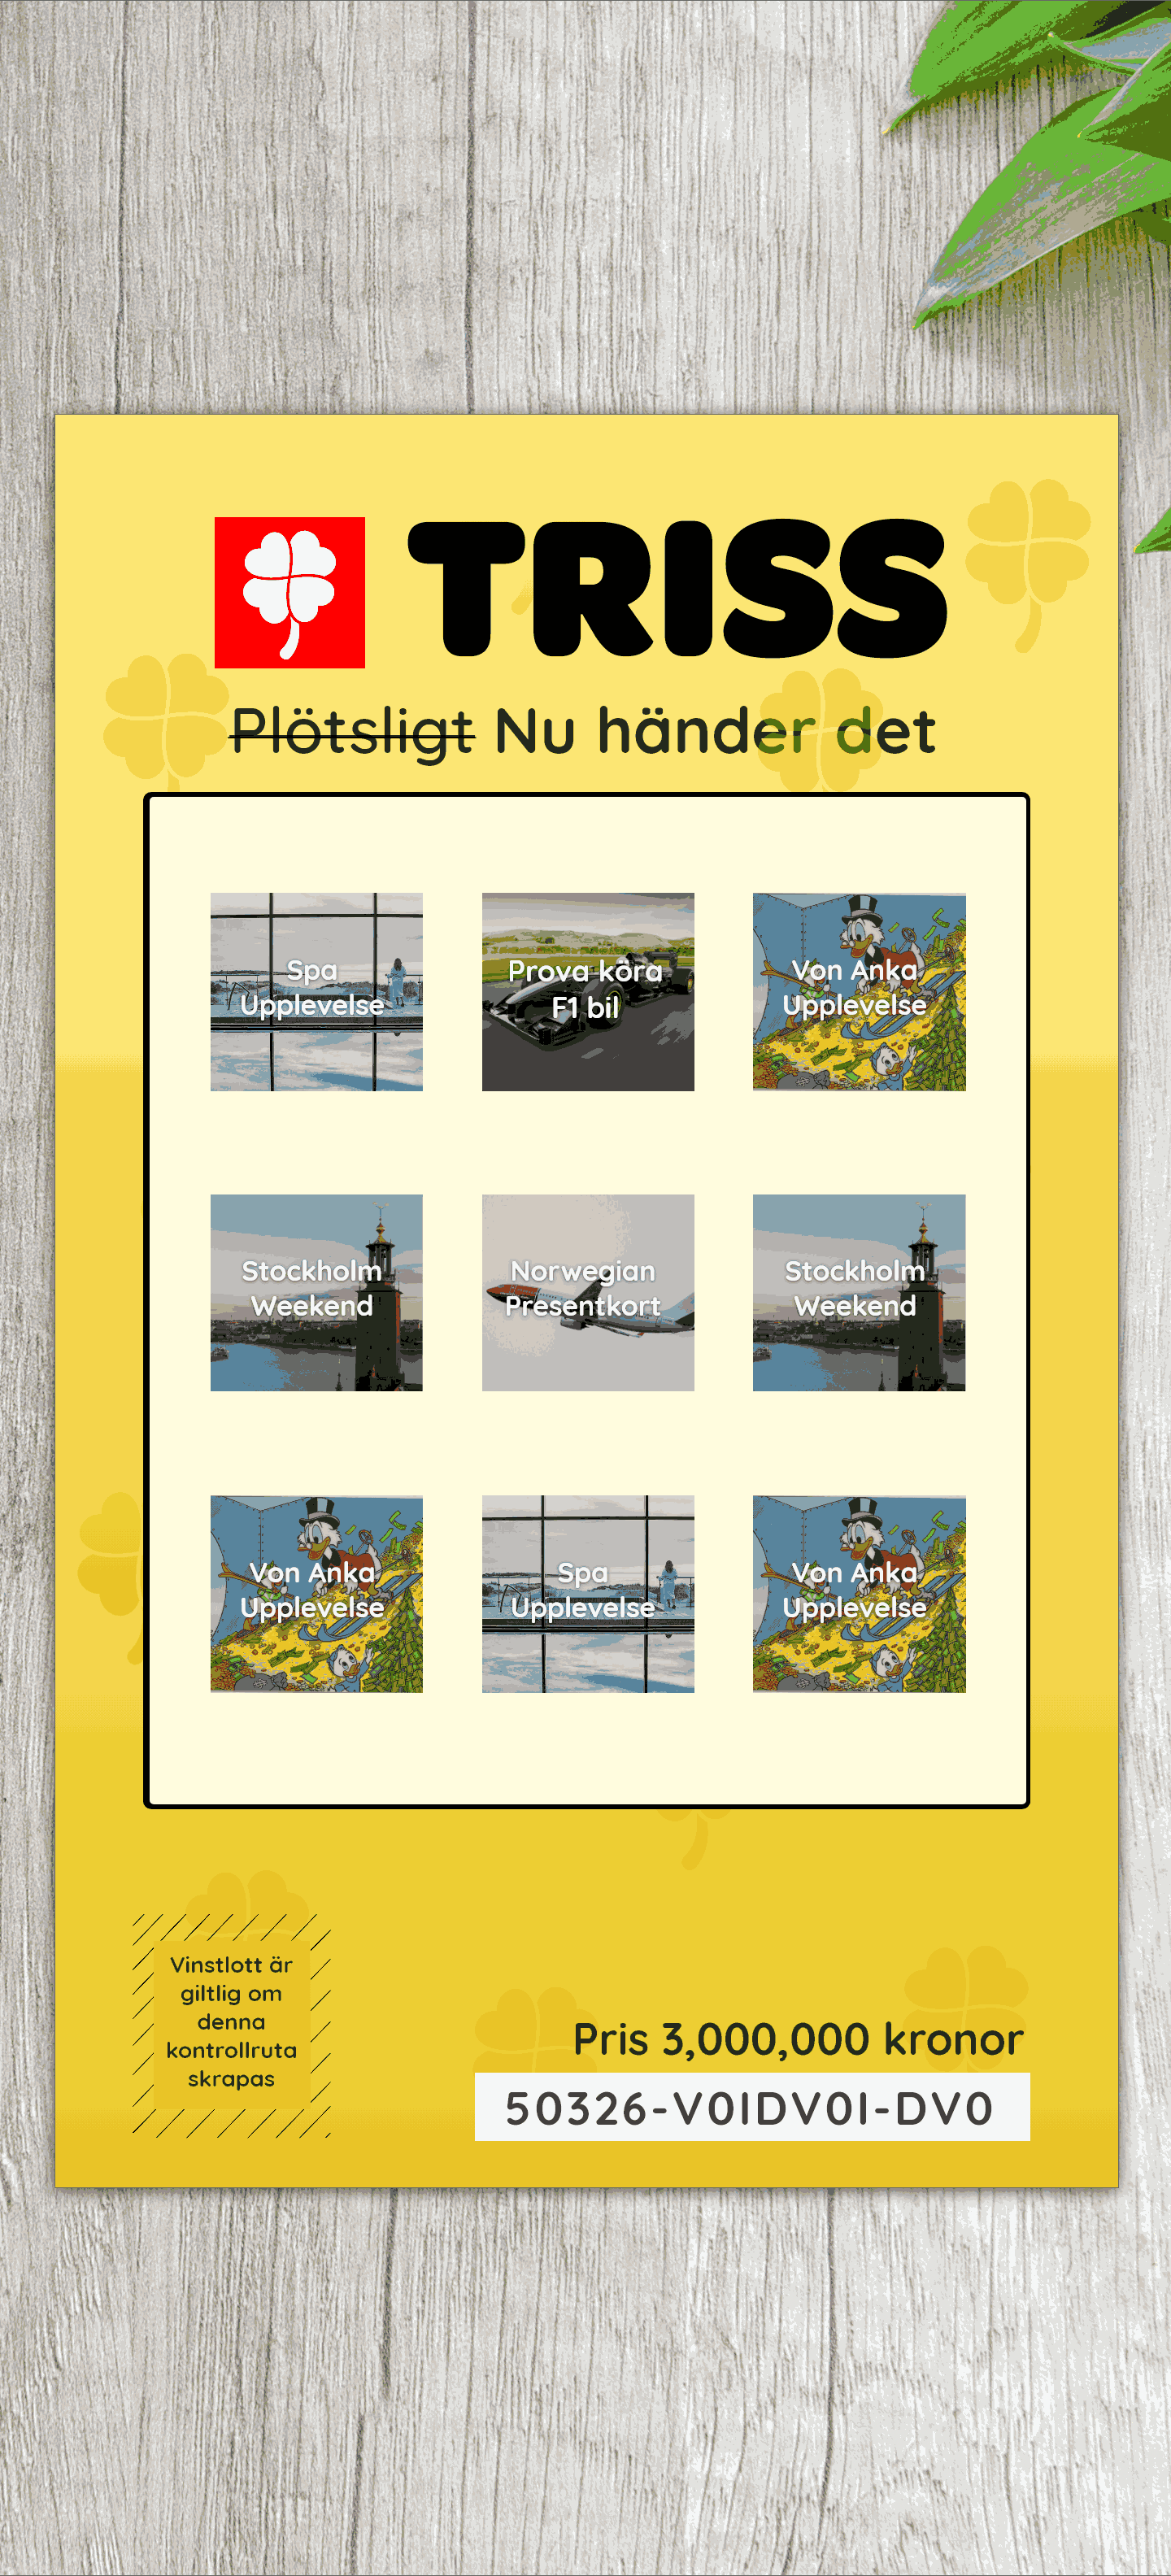 TRISS
Plötsligt Nu händer det
Spa
Upplevelse
Prova köra
F1 bil
Von Anka
Upplevelse
Stockholm
Weekend
Norwegian
Presentkort
Stockholm
Weekend
Von Anka
Upplevelse
Spa
Upplevelse
Von Anka
Upplevelse
Vinstlott är
giltlig om
denna
kontrollruta
skrapas
Pris 3,000,000 kronor
50326-V0IDV0I-DV0